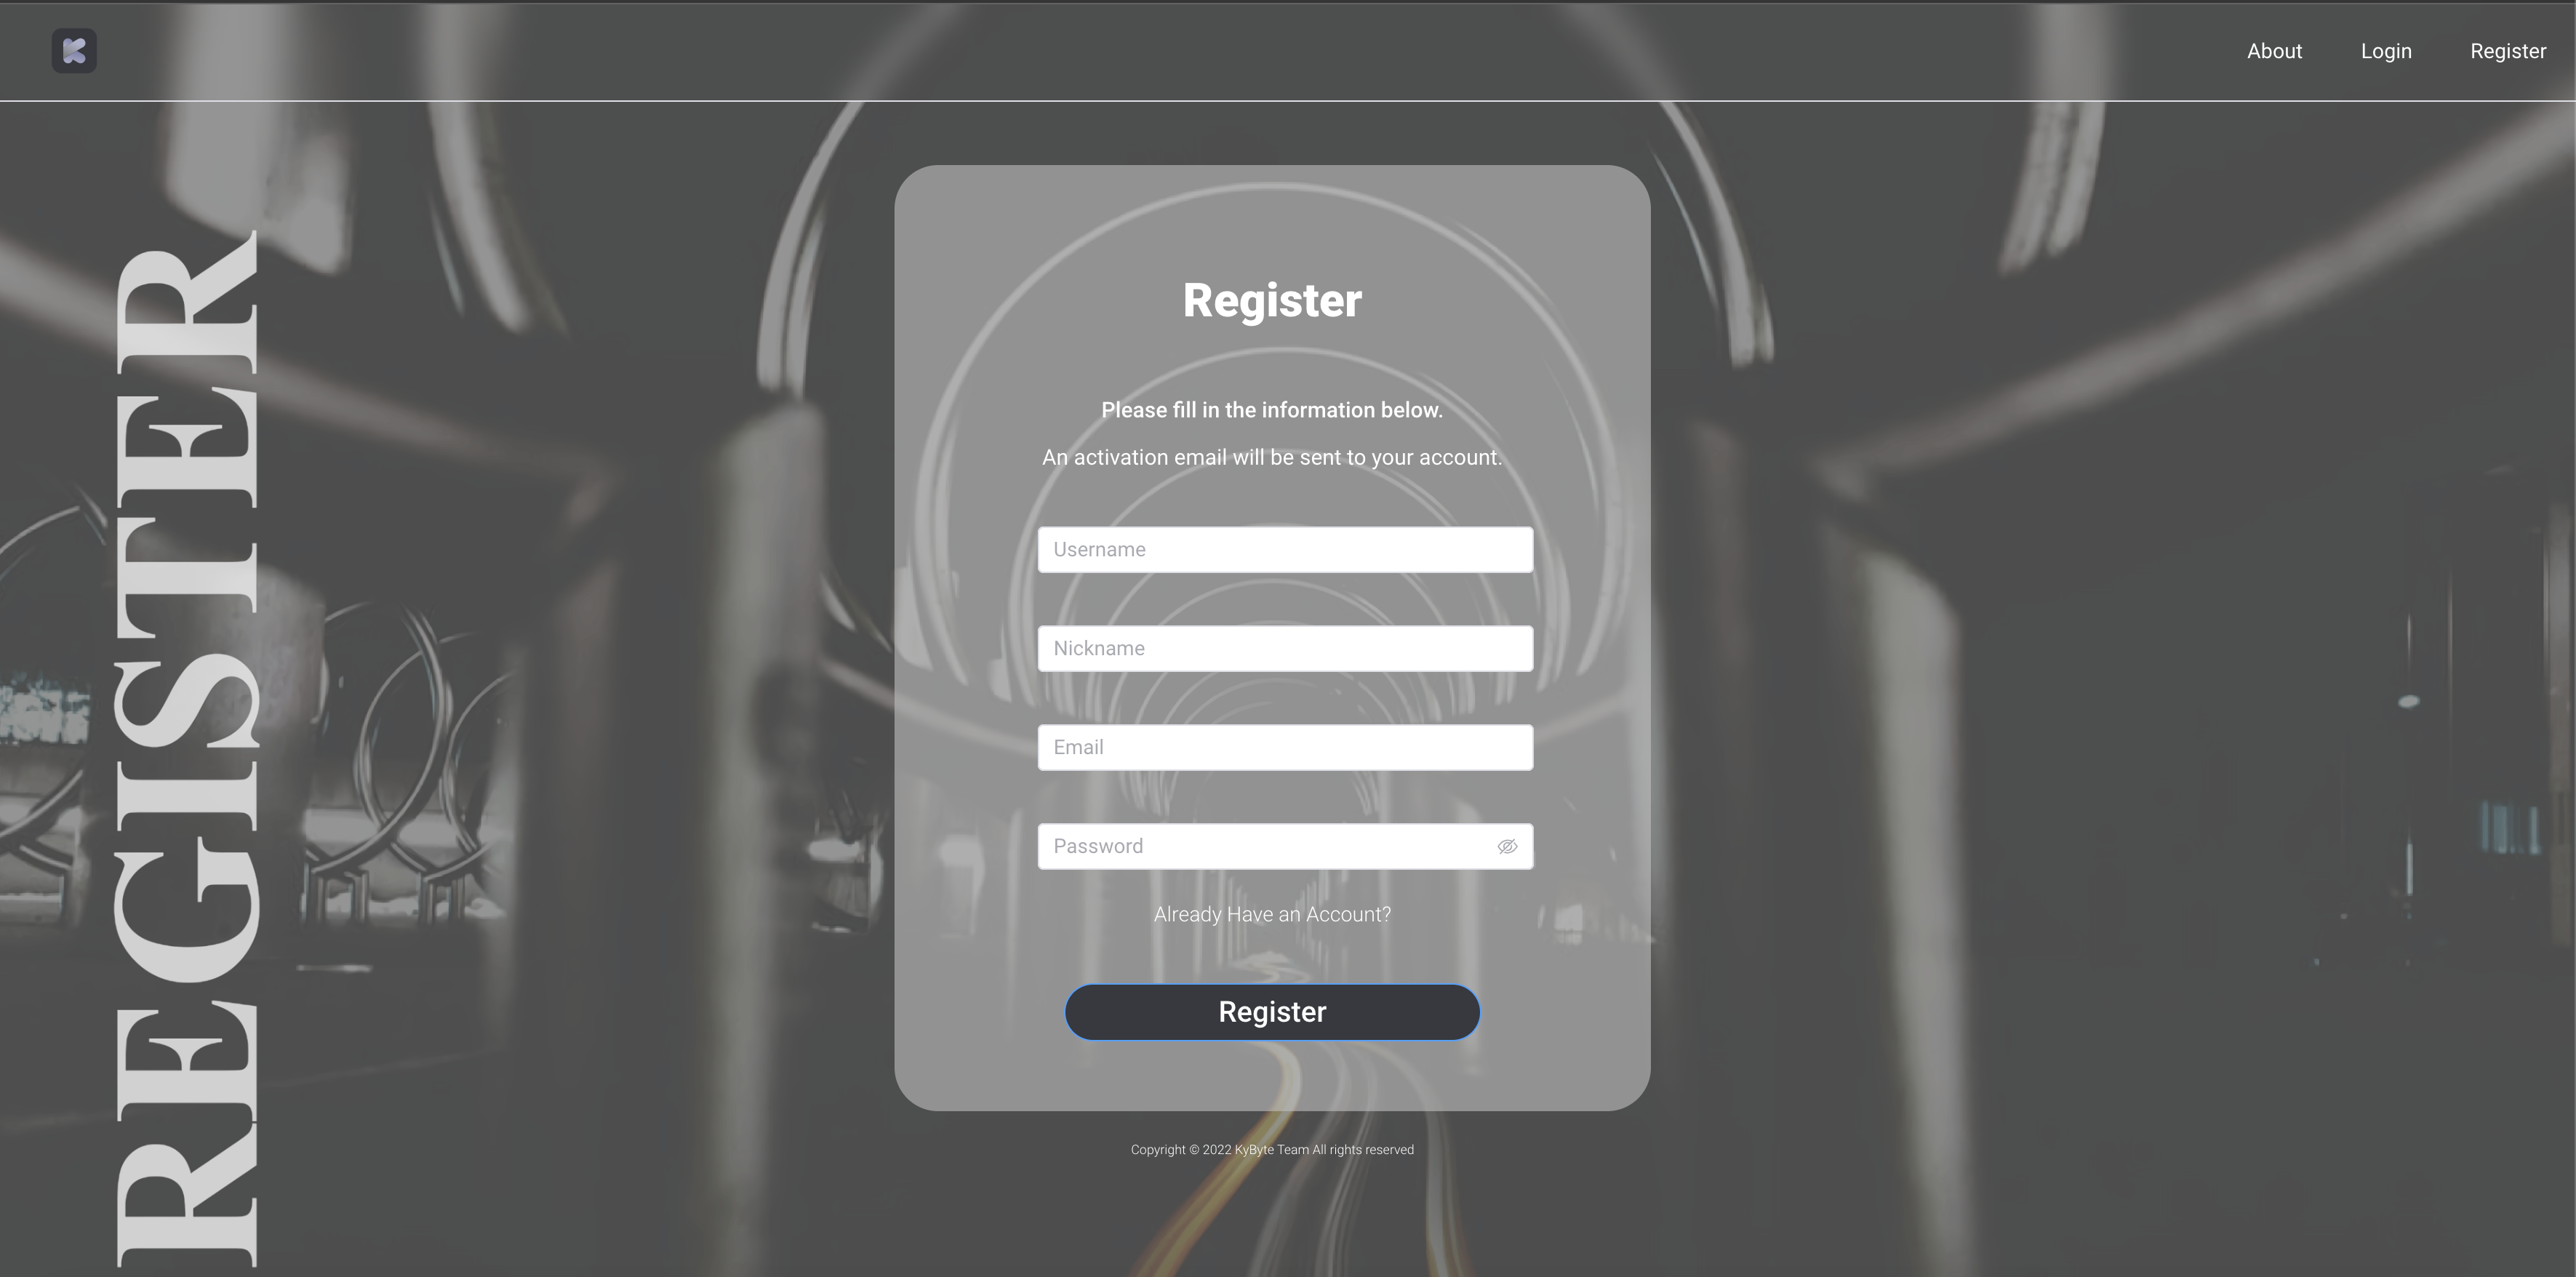 About Login Register
REGISTER
Register
Please fill in the information below.
An activation email will be sent to your account.
Username
Nickname
Email
Password
Already Have an Account?
Register
Copyright © 2022 KyByte Team All rights reserved